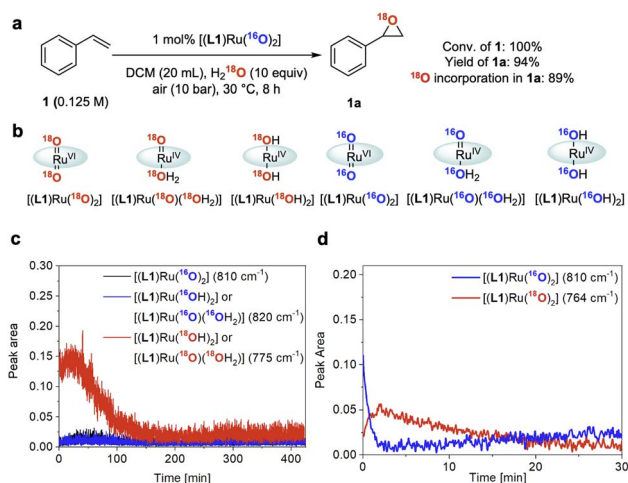 a
1 mol% [(L1)Ru(¹⁶O)₂]
DCM (20 mL), H₂¹⁸O (10 equiv)
air (10 bar), 30 °C, 8 h
1 (0.125 M)
¹⁸O
1a
Conv. of 1: 100%
Yield of 1a: 94%
¹⁸O incorporation in 1a: 89%
b
¹⁸O
Ruⱽᴵ
¹⁸O
[(L1)Ru(¹⁸O)₂]
¹⁸O
Ruᴵⱽ
¹⁸OH₂
[(L1)Ru(¹⁸O)(¹⁸OH₂)]
¹⁸OH
Ruᴵⱽ
¹⁸OH
[(L1)Ru(¹⁸OH)₂]
¹⁶O
Ruⱽᴵ
¹⁶O
[(L1)Ru(¹⁶O)₂]
¹⁶O
Ruᴵⱽ
¹⁶OH₂
[(L1)Ru(¹⁶O)(¹⁶OH₂)]
¹⁶OH
Ruᴵⱽ
¹⁶OH
[(L1)Ru(¹⁶OH)₂]
c
[(L1)Ru(¹⁶O)₂] (810 cm⁻¹)
[(L1)Ru(¹⁶OH)₂] or
[(L1)Ru(¹⁶O)(¹⁶OH₂)] (820 cm⁻¹)
[(L1)Ru(¹⁸OH)₂] or
[(L1)Ru(¹⁸O)(¹⁸OH₂)] (775 cm⁻¹)
Peak area
0.30
0.25
0.20
0.15
0.10
0.05
0.00
0 100 200 300 400
Time [min]
d
[(L1)Ru(¹⁶O)₂] (810 cm⁻¹)
[(L1)Ru(¹⁸O)₂] (764 cm⁻¹)
Peak Area
0.20
0.15
0.10
0.05
0.00
0 10 20 30
Time [min]